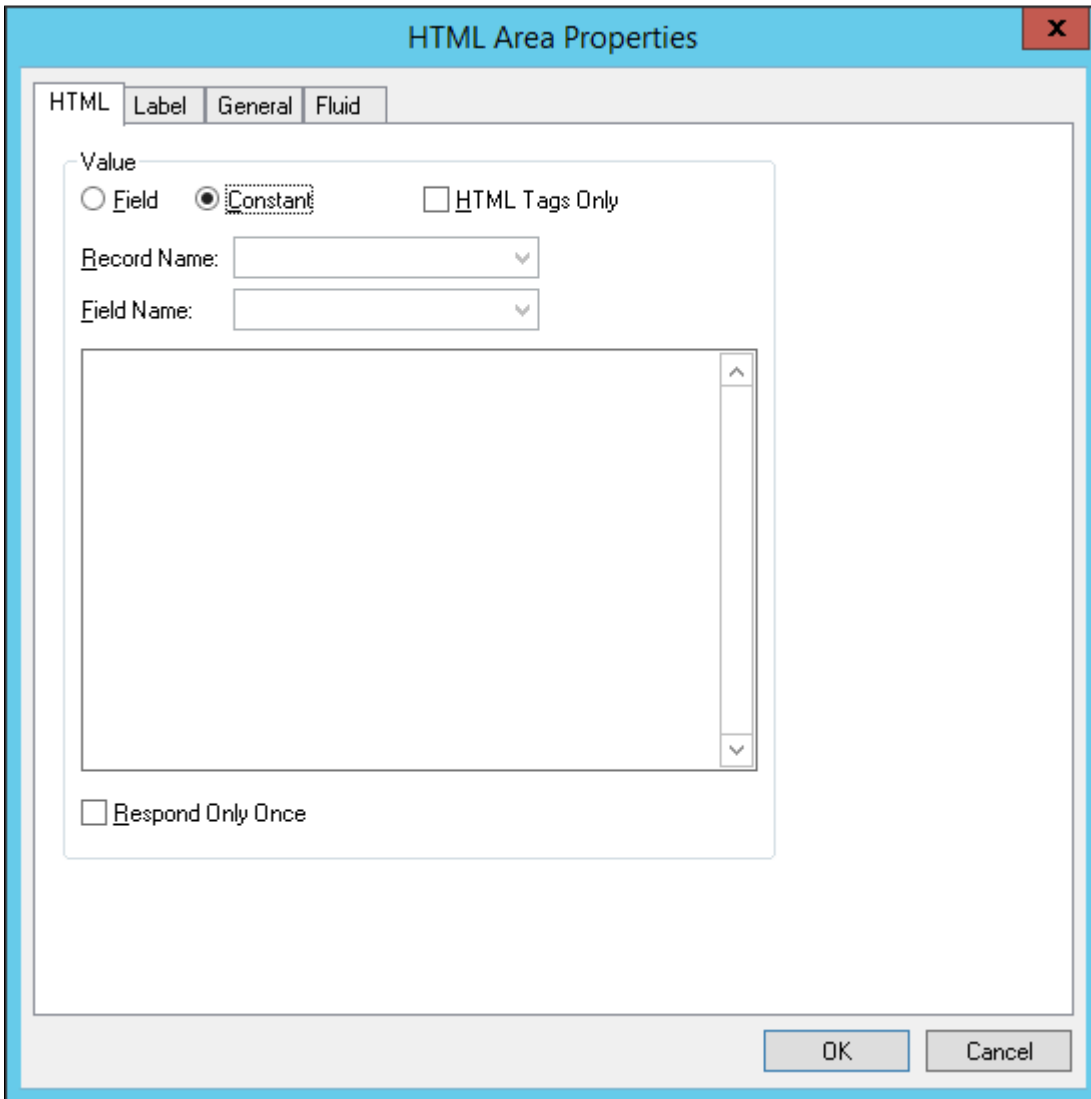 HTML Area Properties
x
HTML Label General Fluid
Value
Field Constant HTML Tags Only
Record Name:
Field Name:
Respond Only Once
OK Cancel